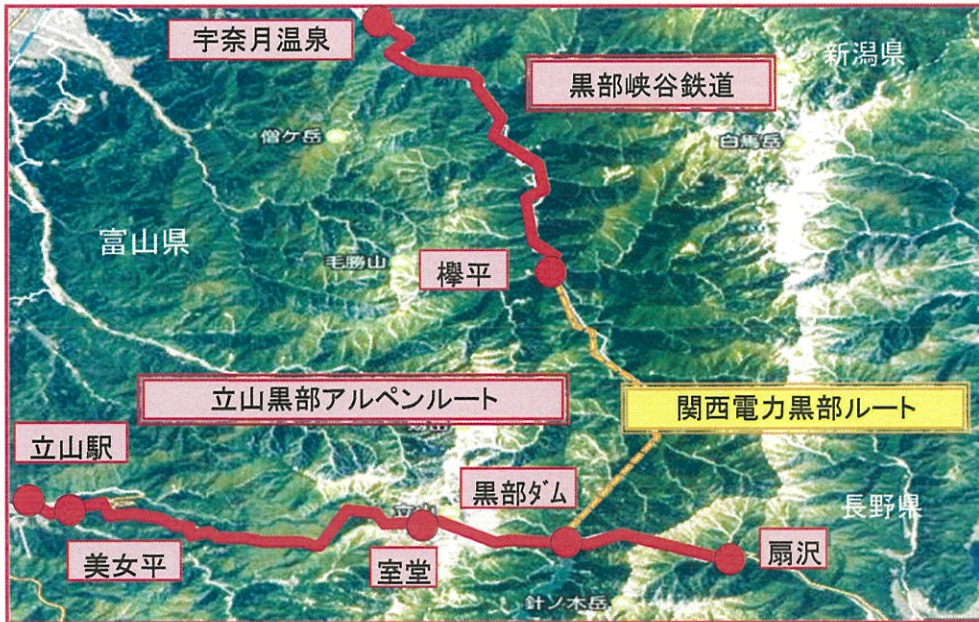 宇奈月温泉
新潟県
黒部峡谷鉄道
僧ケ岳
白馬岳
富山県
毛勝山
欅平
立山黒部アルペンルート
関西電力黒部ルート
立山駅
黒部ダム
立山
長野県
美女平
室堂
扇沢
針ノ木岳